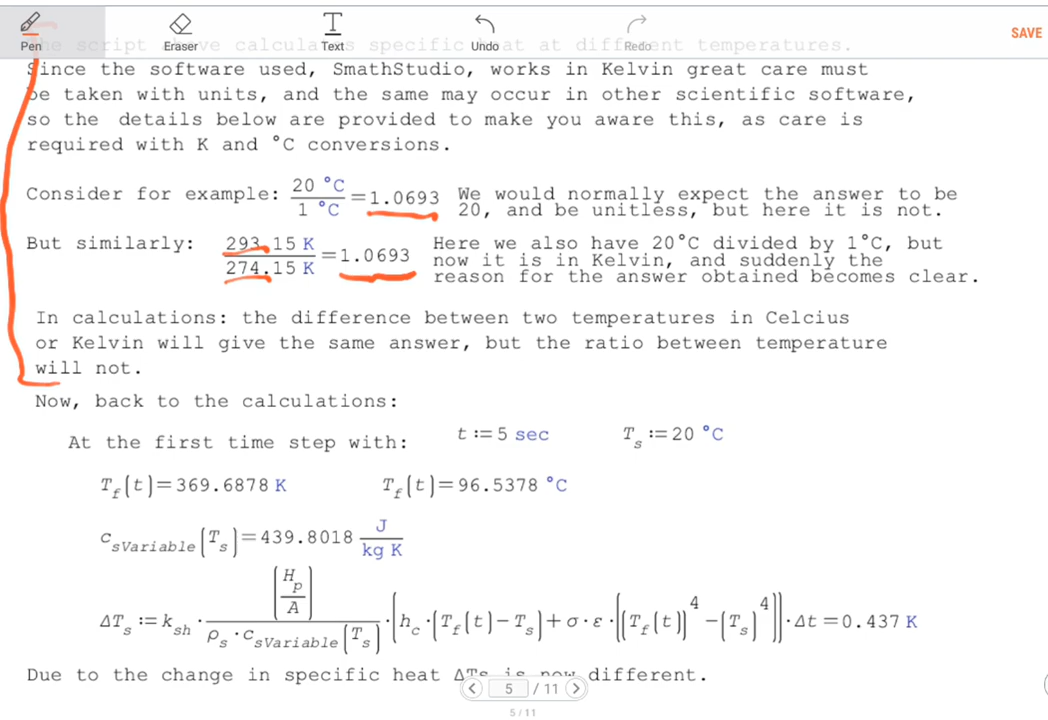 Pen Eraser Text Undo Redo SAVE
The script above calculates specific heat at different temperatures.
Since the software used, SmathStudio, works in Kelvin great care must
be taken with units, and the same may occur in other scientific software,
so the details below are provided to make you aware this, as care is
required with K and °C conversions.
Consider for example: 20 °C / 1 °C = 1.0693 We would normally expect the answer to be
20, and be unitless, but here it is not.
But similarly: 293.15 K / 274.15 K = 1.0693 Here we also have 20°C divided by 1°C, but
now it is in Kelvin, and suddenly the
reason for the answer obtained becomes clear.
In calculations: the difference between two temperatures in Celcius
or Kelvin will give the same answer, but the ratio between temperature
will not.
Now, back to the calculations:
At the first time step with: t:=5 sec T_s:=20 °C
T_f(t)=369.6878 K T_f(t)=96.5378 °C
c_sVariable(T_s)=439.8018 J / kg K
ΔT_s := k_sh · (H_p / A) / (ρ_s · c_sVariable(T_s)) · (h_c · (T_f(t) − T_s) + σ · ε · ((T_f(t))^4 − (T_s)^4)) · Δt = 0.437 K
Due to the change in specific heat ΔTs is now different.
5 / 11
5 / 11